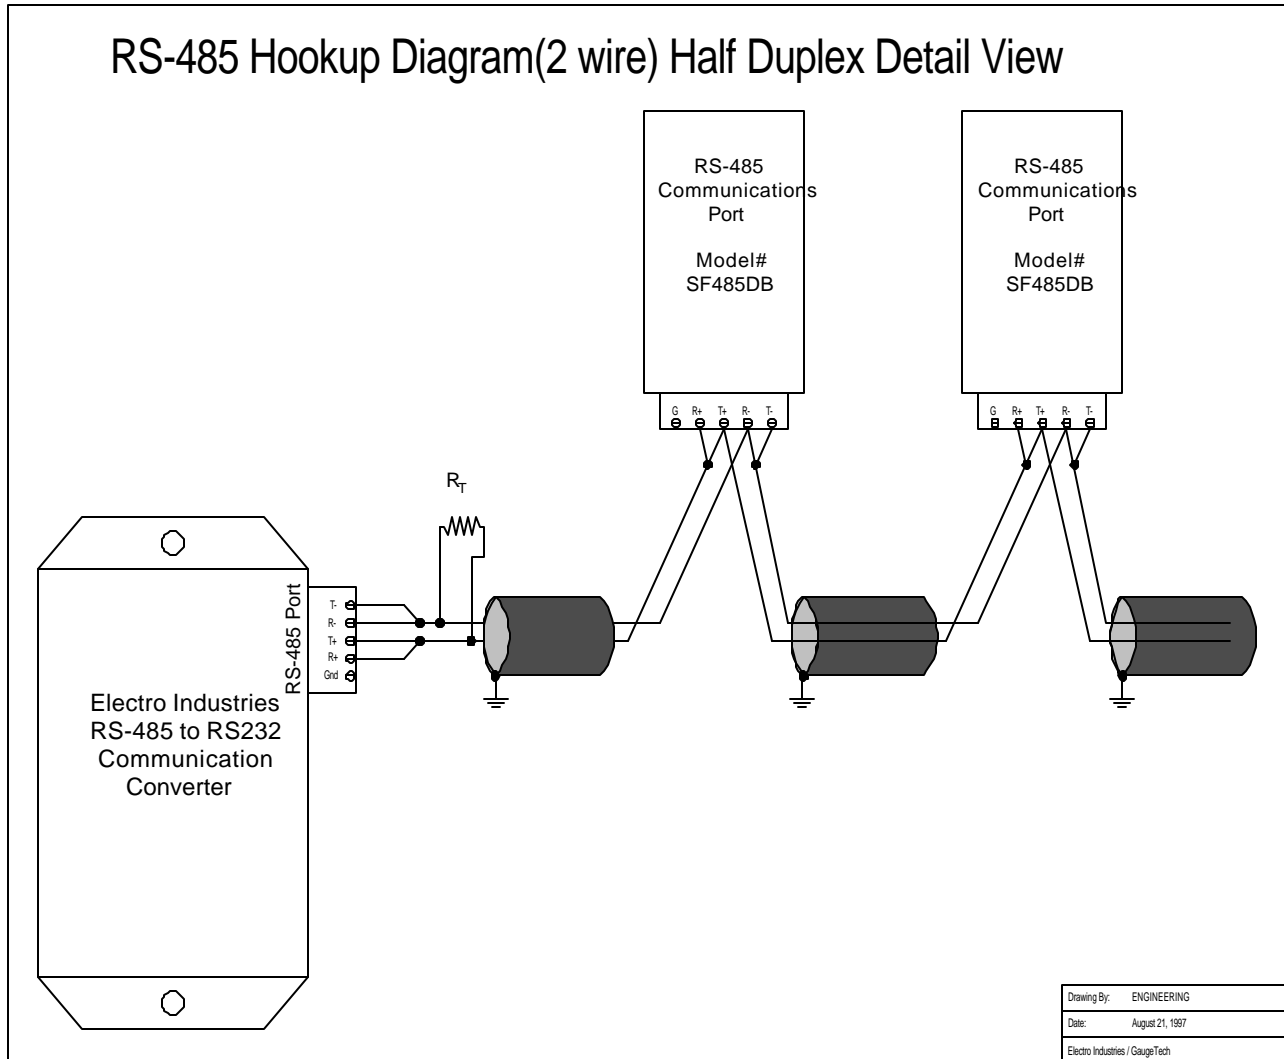 RS-485 Hookup Diagram(2 wire) Half Duplex Detail View
RS-485
Communications
Port
Model#
SF485DB
G R+ T+ R- T-
RS-485
Communications
Port
Model#
SF485DB
G R+ T+ R- T-
RT
RS-485 Port
T-
R-
T+
R+
Gnd
Electro Industries
RS-485 to RS232
Communication
Converter
Drawing By: ENGINEERING
Date: August 21, 1997
Electro Industries / GaugeTech